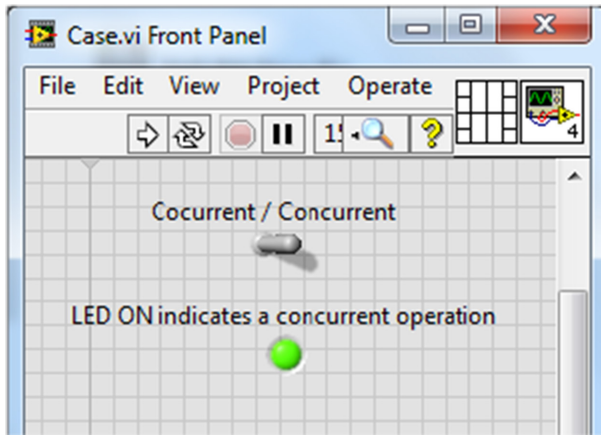 Case.vi Front Panel
File Edit View Project Operate
4
Cocurrent / Concurrent
LED ON indicates a concurrent operation